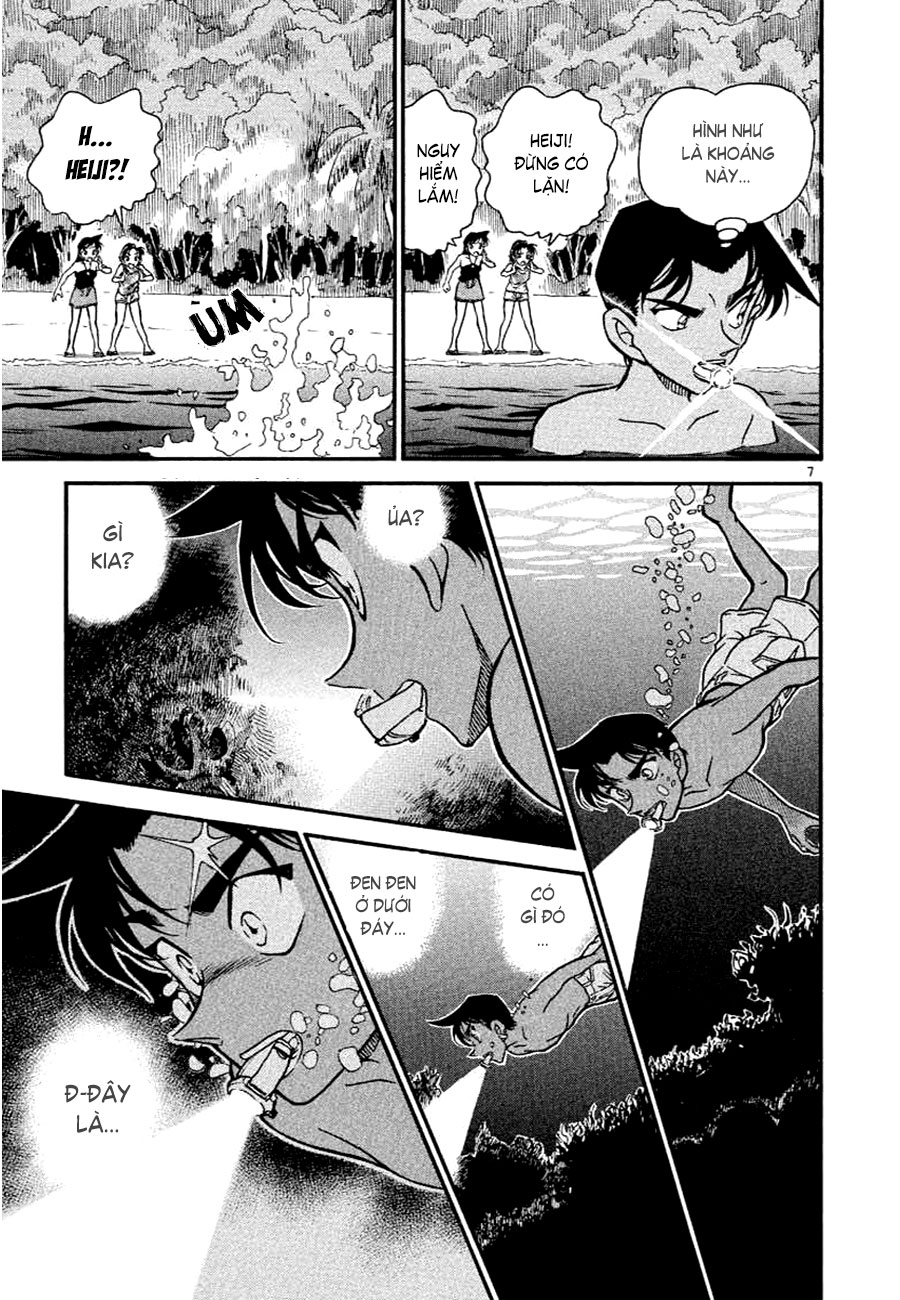 HÌNH NHƯ
LÀ KHOẢNG
NÀY...
HEIJI!
ĐỪNG CÓ
LẶN!
NGUY
HIỂM
LẮM!
H...
HEIJI?!
ÙM
7
ỦA?
GÌ
KIA?
CÓ
GÌ ĐÓ
...
ĐEN ĐEN
Ở DƯỚI
ĐÁY...
Đ-ĐÂY
LÀ...